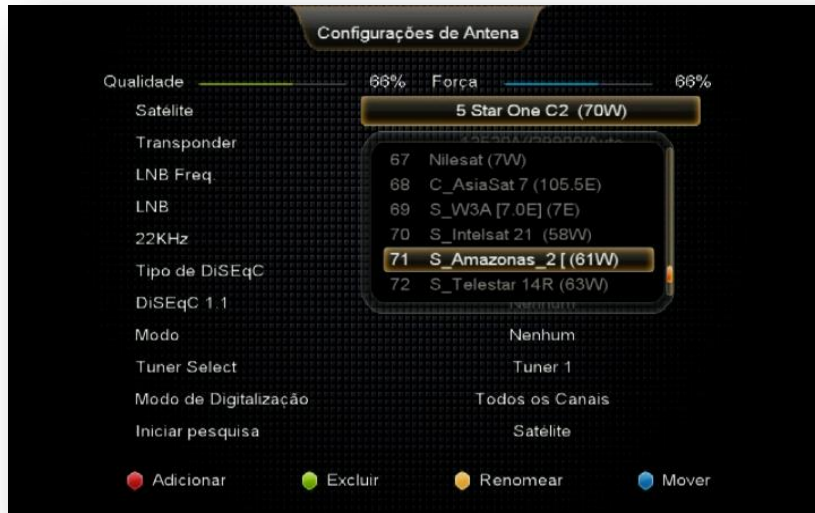 Configurações de Antena
Qualidade 66% Força 66%
Satélite 5 Star One C2 (70W)
Transponder
LNB Freq
LNB
22KHz
Tipo de DiSEqC
DiSEqC 1.1
67 Nilesat (7W)
68 C_AsiaSat 7 (105.5E)
69 S_W3A [7.0E] (7E)
70 S_Intelsat 21 (58W)
71 S_Amazonas_2 [ (61W)
72 S_Telestar 14R (63W)
Nenhum
Modo Nenhum
Tuner Select Tuner 1
Modo de Digitalização Todos os Canais
Iniciar pesquisa Satélite
Adicionar Excluir Renomear Mover